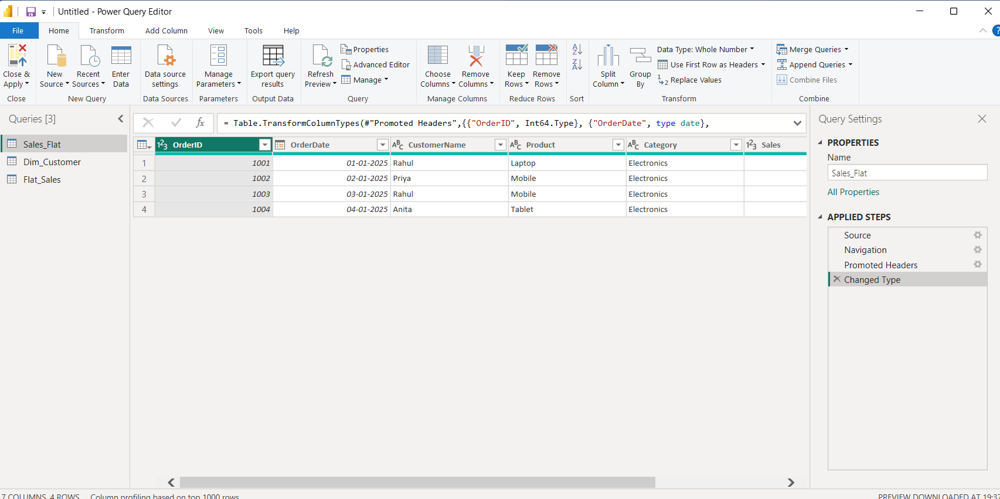 Untitled - Power Query Editor
File Home Transform Add Column View Tools Help
Close & Apply
New Source
Recent Sources
Enter Data
Data source settings
Manage Parameters
Export query results
Refresh Preview
Properties
Advanced Editor
Manage
Choose Columns
Remove Columns
Keep Rows
Remove Rows
Split Column
Group By
Data Type: Whole Number
Use First Row as Headers
Replace Values
Merge Queries
Append Queries
Combine Files
Close New Query Data Sources Parameters Output Data Query Manage Columns Reduce Rows Sort Transform Combine
Queries [3]
Sales_Flat
Dim_Customer
Flat_Sales
fx = Table.TransformColumnTypes(#"Promoted Headers",{{"OrderID", Int64.Type}, {"OrderDate", type date},
123 OrderID OrderDate ABC CustomerName ABC Product ABC Category 123 Sales
1 1001 01-01-2025 Rahul Laptop Electronics
2 1002 02-01-2025 Priya Mobile Electronics
3 1003 03-01-2025 Rahul Mobile Electronics
4 1004 04-01-2025 Anita Tablet Electronics
Query Settings
PROPERTIES
Name
Sales_Flat
All Properties
APPLIED STEPS
Source
Navigation
Promoted Headers
Changed Type
7 COLUMNS, 4 ROWS Column profiling based on top 1000 rows PREVIEW DOWNLOADED AT 19:37